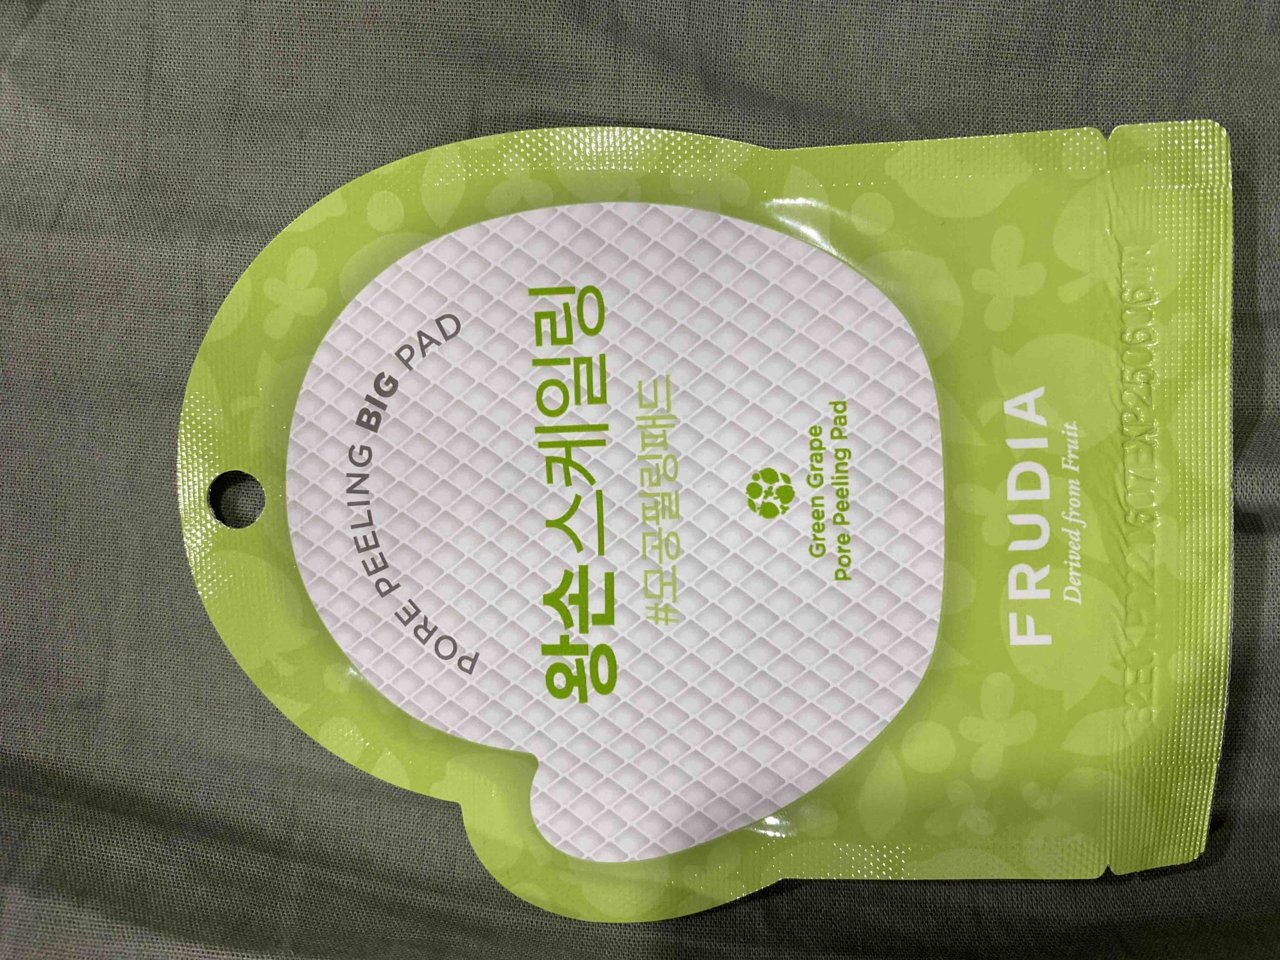 PORE PEELING BIG PAD
왕손스케일링
#모공필링패드
Green Grape
Pore Peeling Pad
FRUDIA
Derived from Fruit